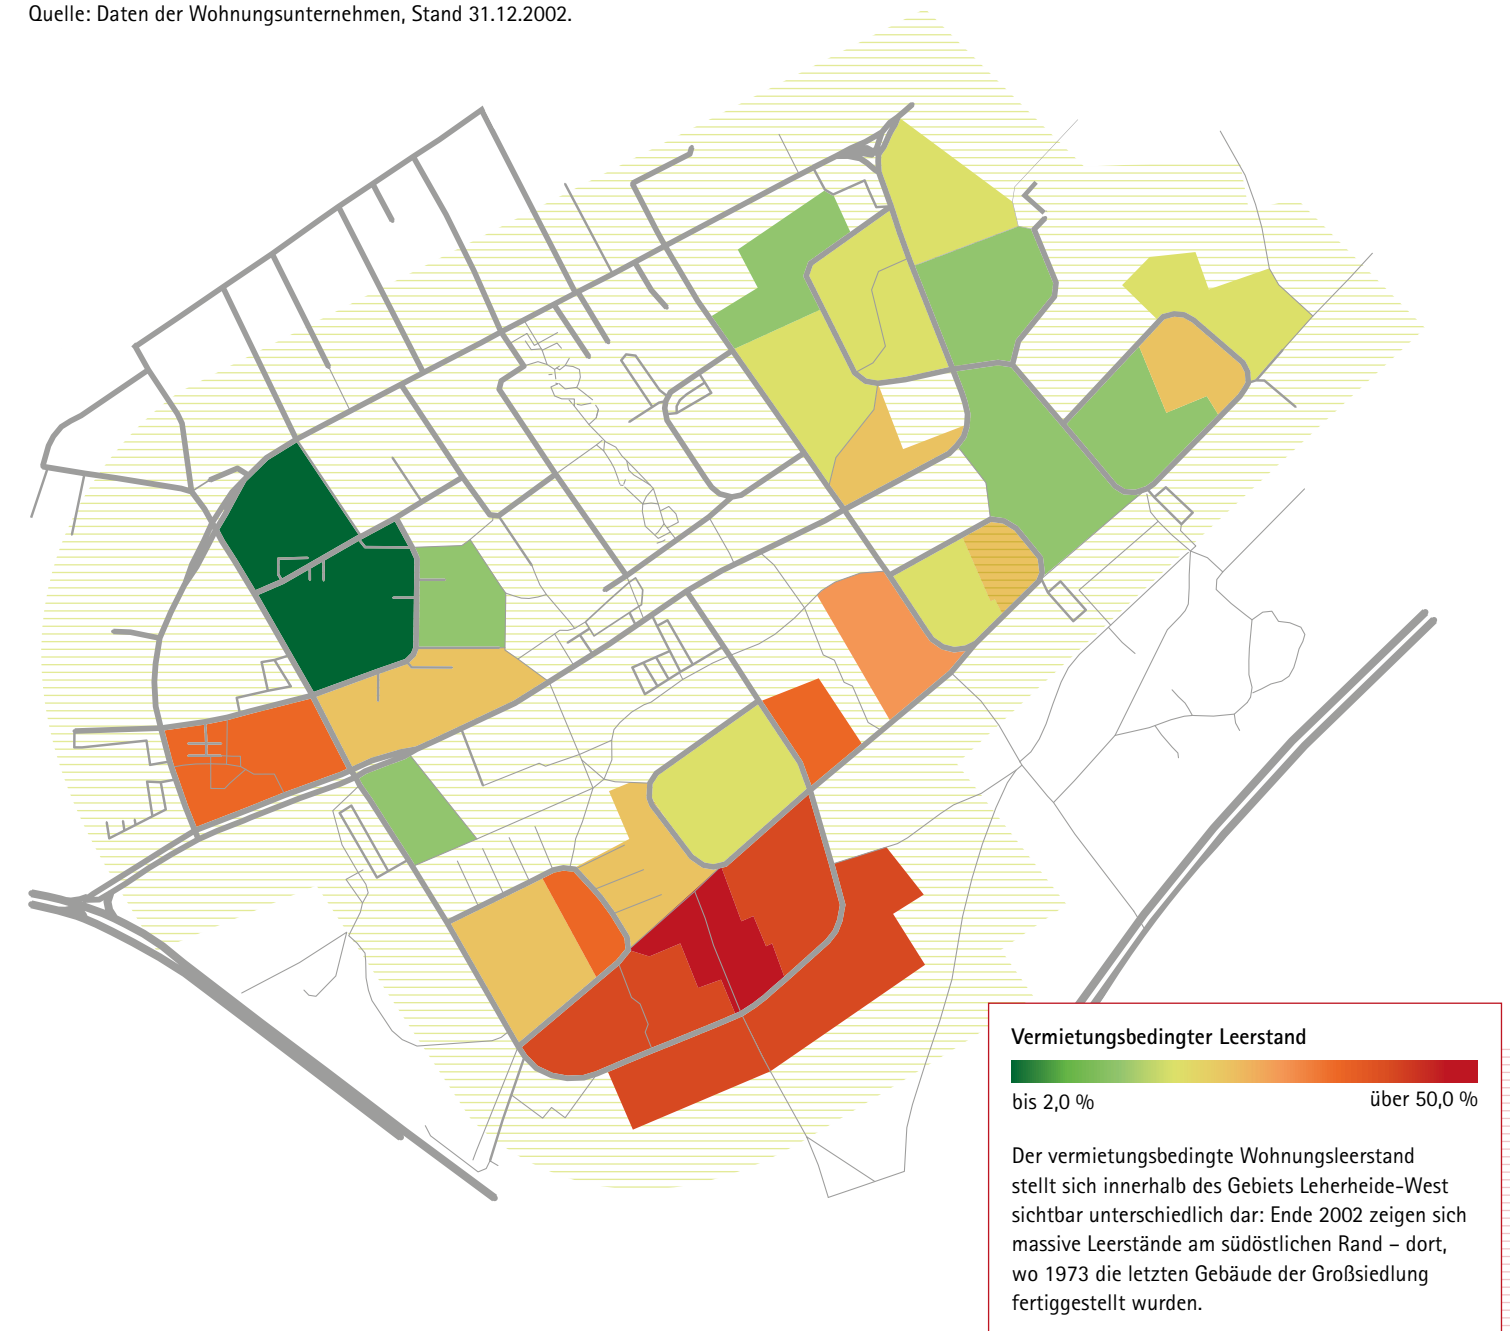 Quelle: Daten der Wohnungsunternehmen, Stand 31.12.2002.
Vermietungsbedingter Leerstand
bis 2,0 %
über 50,0 %
Der vermietungsbedingte Wohnungsleerstand
stellt sich innerhalb des Gebiets Leherheide-West
sichtbar unterschiedlich dar: Ende 2002 zeigen sich
massive Leerstände am südöstlichen Rand – dort,
wo 1973 die letzten Gebäude der Großsiedlung
fertiggestellt wurden.